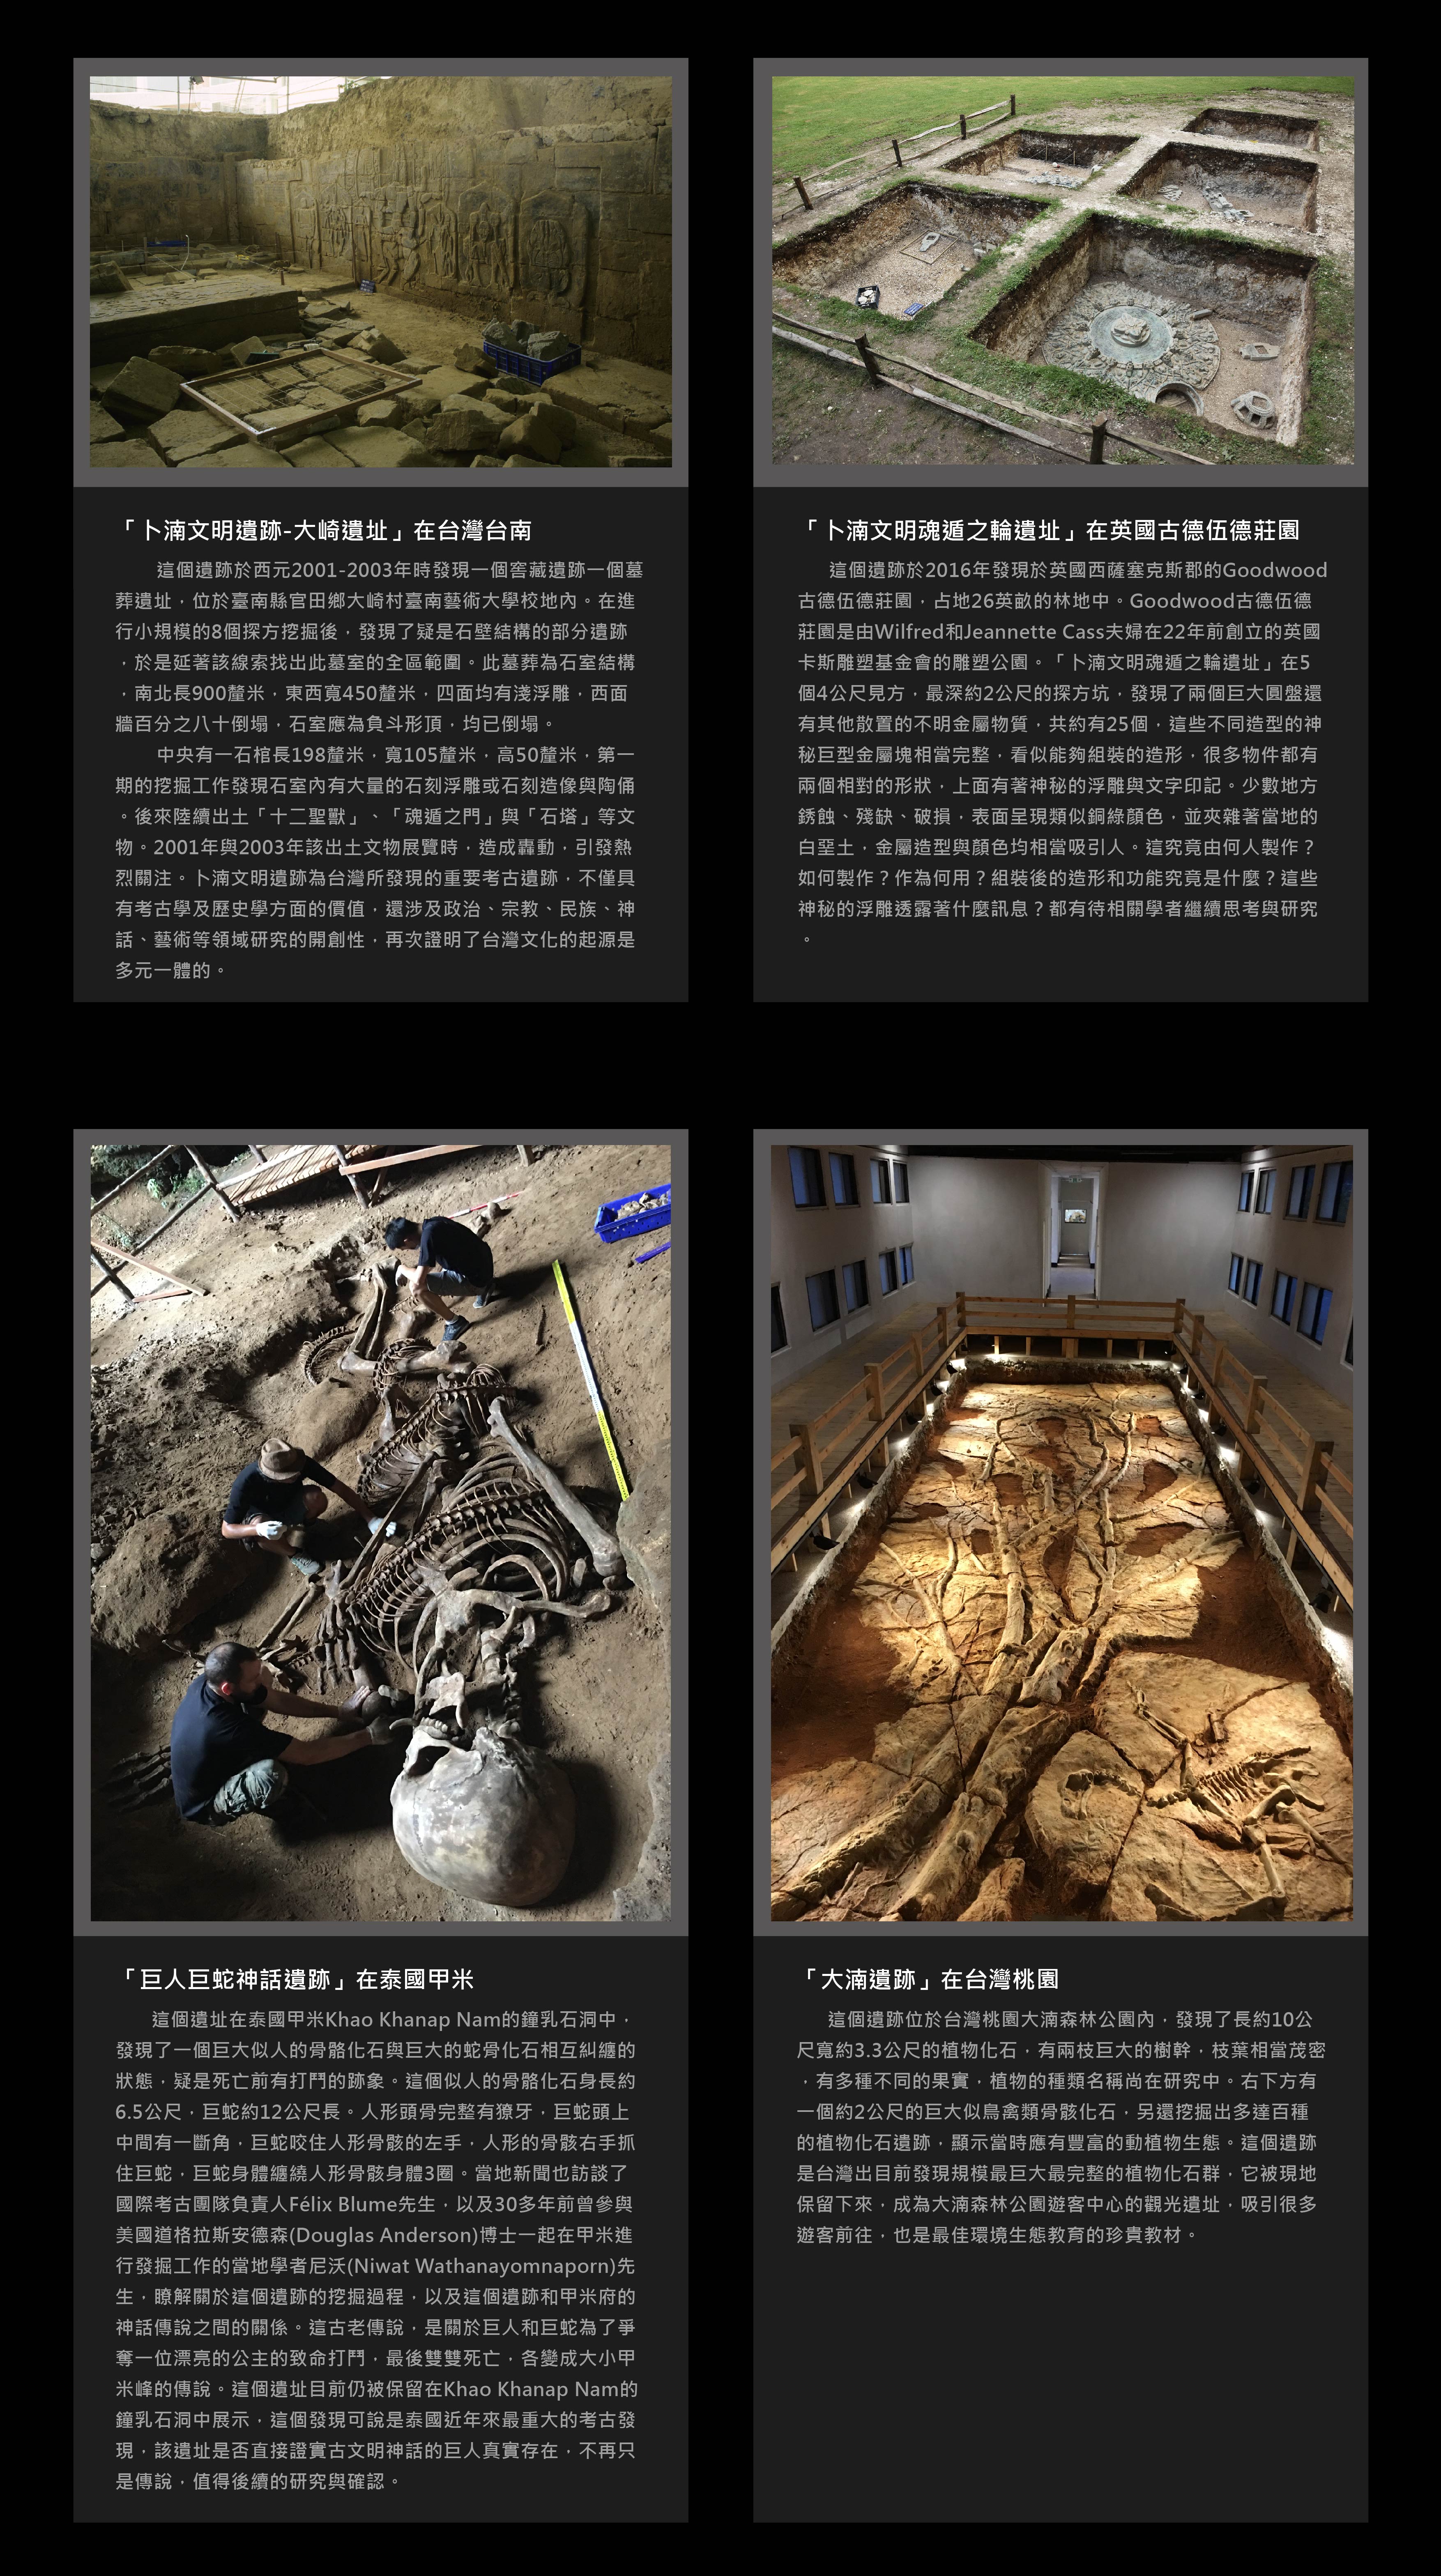 「卜湳文明遺跡-大崎遺址」在台灣台南
這個遺跡於西元2001-2003年時發現一個窖藏遺跡一個墓
葬遺址，位於臺南縣官田鄉大崎村臺南藝術大學校地內。在進
行小規模的8個探方挖掘後，發現了疑是石壁結構的部分遺跡
，於是延著該線索找出此墓室的全區範圍。此墓葬為石室結構
，南北長900釐米，東西寬450釐米，四面均有淺浮雕，西面
牆百分之八十倒塌，石室應為負斗形頂，均已倒塌。
中央有一石棺長198釐米，寬105釐米，高50釐米，第一
期的挖掘工作發現石室內有大量的石刻浮雕或石刻造像與陶俑
。後來陸續出土「十二聖獸」、「魂遁之門」與「石塔」等文
物。2001年與2003年該出土文物展覽時，造成轟動，引發熱
烈關注。卜湳文明遺跡為台灣所發現的重要考古遺跡，不僅具
有考古學及歷史學方面的價值，還涉及政治、宗教、民族、神
話、藝術等領域研究的開創性，再次證明了台灣文化的起源是
多元一體的。
「卜湳文明魂遁之輪遺址」在英國古德伍德莊園
這個遺跡於2016年發現於英國西薩塞克斯郡的Goodwood
古德伍德莊園，占地26英畝的林地中。Goodwood古德伍德
莊園是由Wilfred和Jeannette Cass夫婦在22年前創立的英國
卡斯雕塑基金會的雕塑公園。「卜湳文明魂遁之輪遺址」在5
個4公尺見方，最深約2公尺的探方坑，發現了兩個巨大圓盤還
有其他散置的不明金屬物質，共約有25個，這些不同造型的神
秘巨型金屬塊相當完整，看似能夠組裝的造形，很多物件都有
兩個相對的形狀，上面有著神秘的浮雕與文字印記。少數地方
銹蝕、殘缺、破損，表面呈現類似銅綠顏色，並夾雜著當地的
白堊土，金屬造型與顏色均相當吸引人。這究竟由何人製作？
如何製作？作為何用？組裝後的造形和功能究竟是什麼？這些
神秘的浮雕透露著什麼訊息？都有待相關學者繼續思考與研究
。
「巨人巨蛇神話遺跡」在泰國甲米
這個遺址在泰國甲米Khao Khanap Nam的鐘乳石洞中，
發現了一個巨大似人的骨骼化石與巨大的蛇骨化石相互糾纏的
狀態，疑是死亡前有打鬥的跡象。這個似人的骨骼化石身長約
6.5公尺，巨蛇約12公尺長。人形頭骨完整有獠牙，巨蛇頭上
中間有一斷角，巨蛇咬住人形骨骸的左手，人形的骨骸右手抓
住巨蛇，巨蛇身體纏繞人形骨骸身體3圈。當地新聞也訪談了
國際考古團隊負責人Félix Blume先生，以及30多年前曾參與
美國道格拉斯安德森(Douglas Anderson)博士一起在甲米進
行發掘工作的當地學者尼沃(Niwat Wathanayomnaporn)先
生，瞭解關於這個遺跡的挖掘過程，以及這個遺跡和甲米府的
神話傳說之間的關係。這古老傳說，是關於巨人和巨蛇為了爭
奪一位漂亮的公主的致命打鬥，最後雙雙死亡，各變成大小甲
米峰的傳說。這個遺址目前仍被保留在Khao Khanap Nam的
鐘乳石洞中展示，這個發現可說是泰國近年來最重大的考古發
現，該遺址是否直接證實古文明神話的巨人真實存在，不再只
是傳說，值得後續的研究與確認。
「大湳遺跡」在台灣桃園
這個遺跡位於台灣桃園大湳森林公園內，發現了長約10公
尺寬約3.3公尺的植物化石，有兩枝巨大的樹幹，枝葉相當茂密
，有多種不同的果實，植物的種類名稱尚在研究中。右下方有
一個約2公尺的巨大似鳥禽類骨骸化石，另還挖掘出多達百種
的植物化石遺跡，顯示當時應有豐富的動植物生態。這個遺跡
是台灣出目前發現規模最巨大最完整的植物化石群，它被現地
保留下來，成為大湳森林公園遊客中心的觀光遺址，吸引很多
遊客前往，也是最佳環境生態教育的珍貴教材。